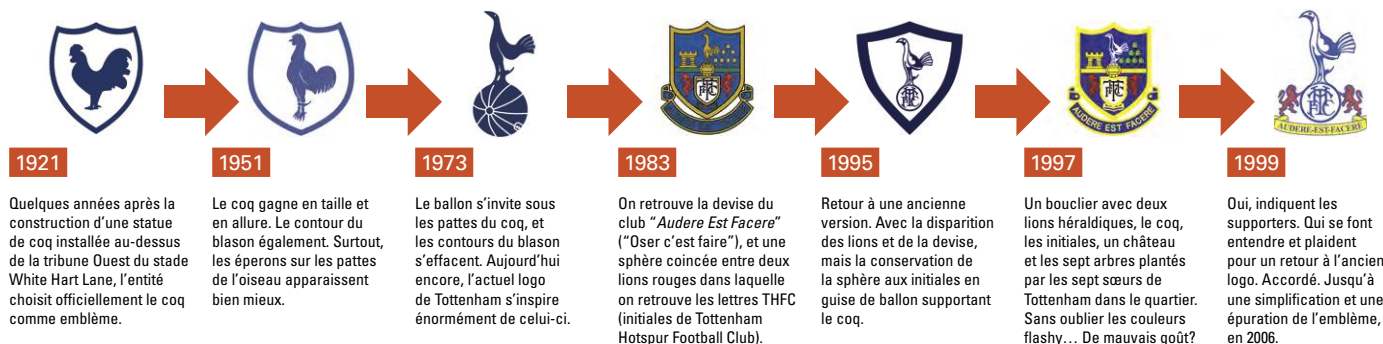 1921
Quelques années après la
construction d'une statue
de coq installée au-dessus
de la tribune Ouest du stade
White Hart Lane, l'entité
choisit officiellement le coq
comme emblème.
1951
Le coq gagne en taille et
en allure. Le contour du
blason également. Surtout,
les éperons sur les pattes
de l'oiseau apparaissent
bien mieux.
1973
Le ballon s'invite sous
les pattes du coq, et
les contours du blason
s'effacent. Aujourd'hui
encore, l'actuel logo
de Tottenham s'inspire
énormément de celui-ci.
1983
On retrouve la devise du
club “Audere Est Facere”
(“Oser c'est faire”), et une
sphère coincée entre deux
lions rouges dans laquelle
on retrouve les lettres THFC
(initiales de Tottenham
Hotspur Football Club).
1995
Retour à une ancienne
version. Avec la disparition
des lions et de la devise,
mais la conservation de
la sphère aux initiales en
guise de ballon supportant
le coq.
AUDERE EST FACERE
1997
Un bouclier avec deux
lions héraldiques, le coq,
les initiales, un château
et les sept arbres plantés
par les sept sœurs de
Tottenham dans le quartier.
Sans oublier les couleurs
flashy… De mauvais goût?
AUDERE·EST·FACERE
1999
Oui, indiquent les
supporters. Qui se font
entendre et plaident
pour un retour à l'ancien
logo. Accordé. Jusqu'à
une simplification et une
épuration de l'emblème,
en 2006.